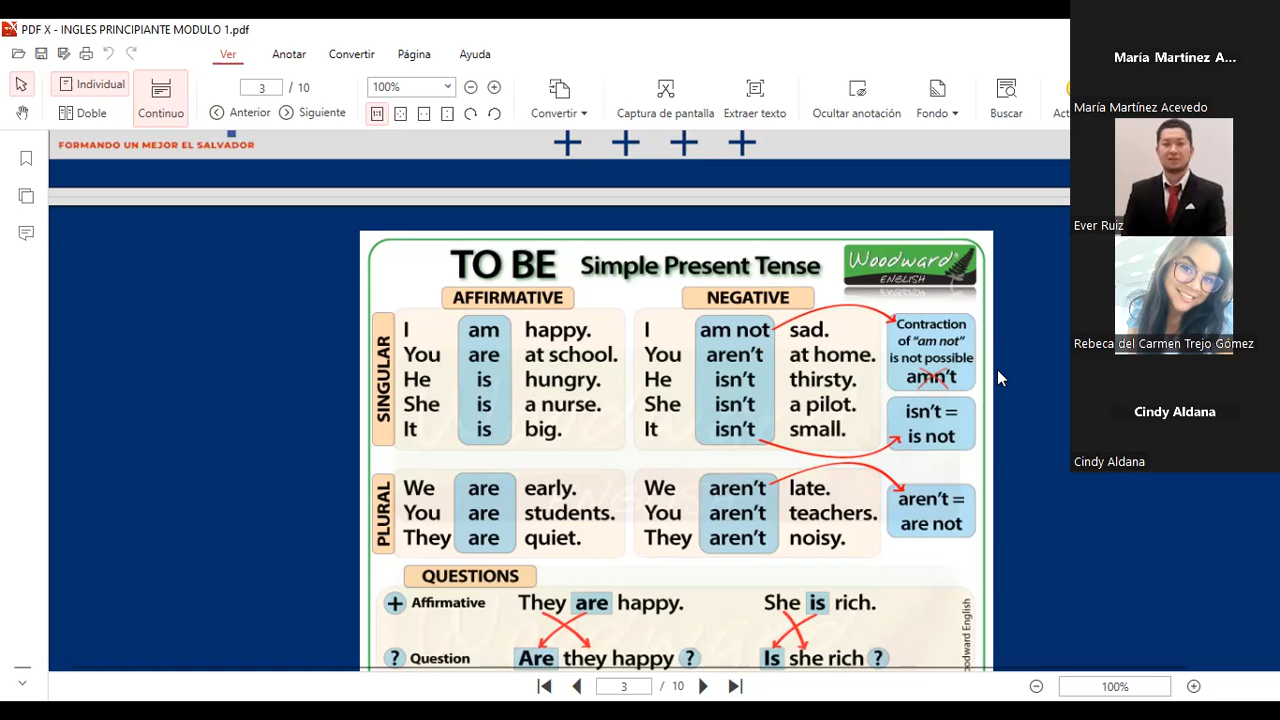 PDF X - INGLES PRINCIPIANTE MODULO 1.pdf
Ver Anotar Convertir Página Ayuda
Individual
Doble
Continuo
3 / 10
Anterior Siguiente
100%
Convertir
Captura de pantalla
Extraer texto
Ocultar anotación
Fondo
Buscar
FORMANDO UN MEJOR EL SALVADOR
TO BE Simple Present Tense
Woodward®
ENGLISH
AFFIRMATIVE NEGATIVE
SINGULAR
I am happy. I am not sad.
You are at school. You aren't at home.
He is hungry. He isn't thirsty.
She is a nurse. She isn't a pilot.
It is big. It isn't small.
Contraction
of "am not"
is not possible
amn't
isn't =
is not
PLURAL
We are early. We aren't late.
You are students. You aren't teachers.
They are quiet. They aren't noisy.
aren't =
are not
QUESTIONS
+ Affirmative They are happy. She is rich.
? Question Are they happy ? Is she rich ?
English
3 / 10
100%
María Martínez A...
María Martínez Acevedo
Ever Ruiz
Rebeca del Carmen Trejo Gómez
Cindy Aldana
Cindy Aldana